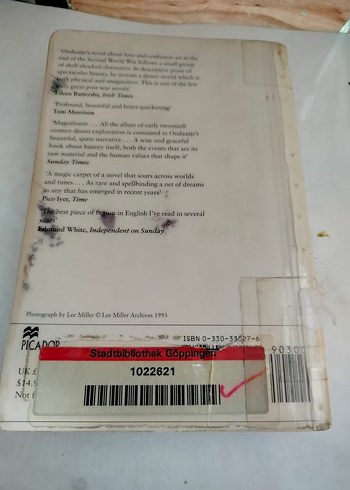 'Ondaatje's novel about love and confusion set at the
end of the Second World War follows a small group
of shell-shocked characters. In descriptive prose of
spectacular beauty, he invents a desert world which is
both physical and imaginative. This is one of the few
truly great post-war novels'
Eileen Battersby, Irish Times
'Profound, beautiful and heart-quickening'
Toni Morrison
'Magnificent . . . All the allure of early twentieth
century desert exploration is contained in Ondaatje's
beautiful, spare narrative . . . A wise and graceful
book about history itself, both the events that are its
raw material and the human values that shape it'
Sunday Times
'A magic carpet of a novel that soars across worlds
and times . . . As rare and spellbinding a net of dreams
as any that has emerged in recent years'
Pico Iyer, Time
'The best piece of fiction in English I've read in several
years'
Edmund White, Independent on Sunday
Photograph by Lee Miller © Lee Miller Archives 1993
PICADOR
ISBN 0-330-33027-6
UK £
$14.9
Not f
Stadtbibliothek Göppingen
1022621